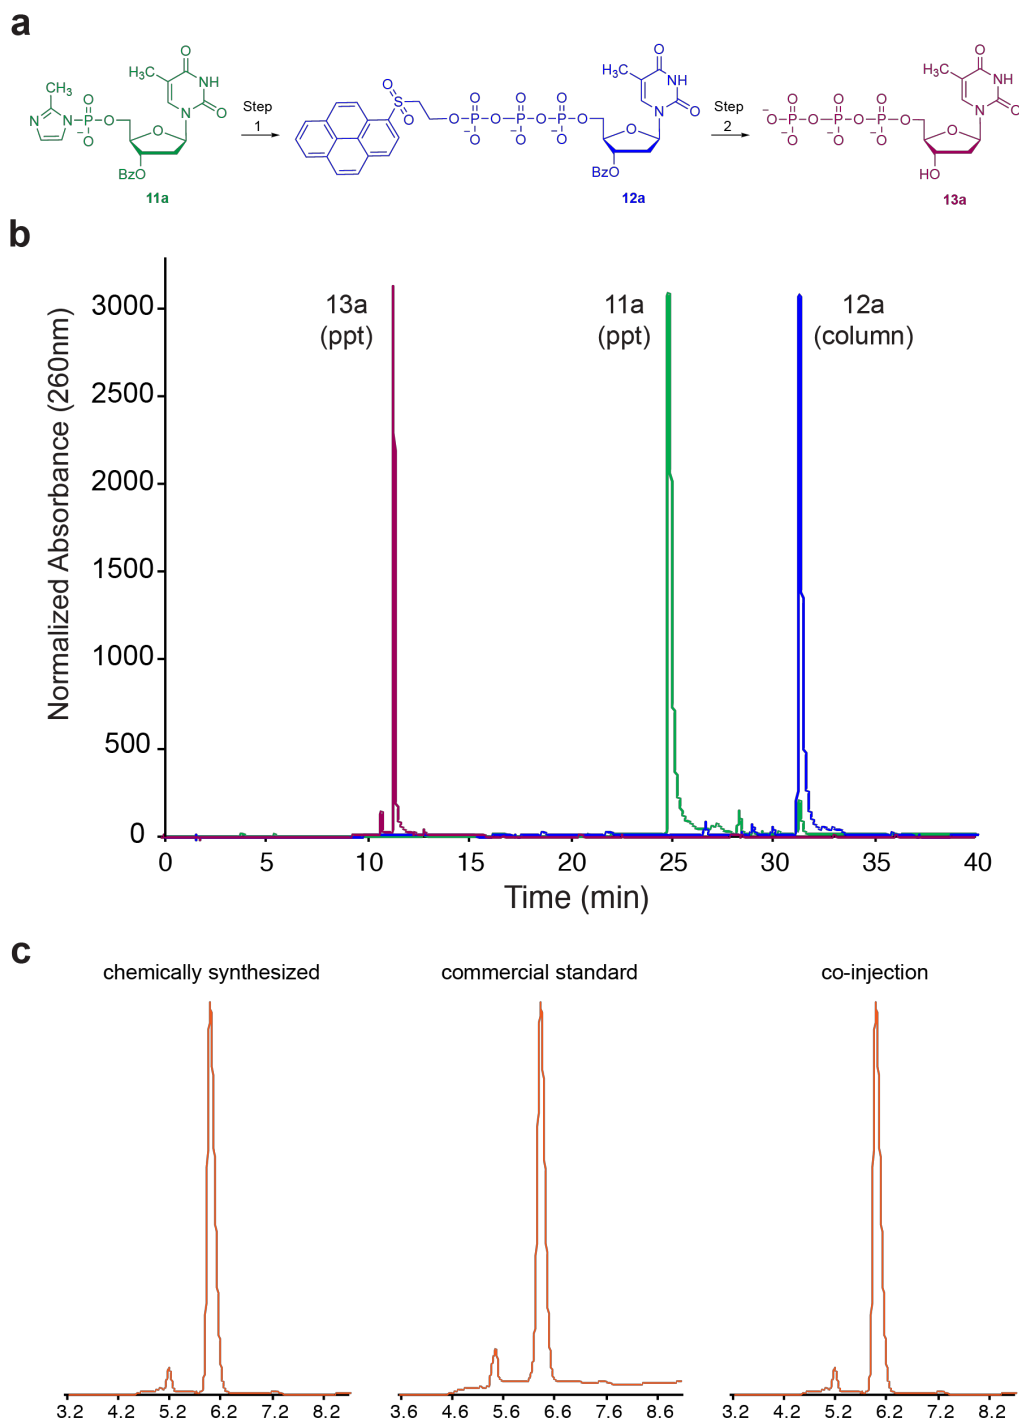 a
CH₃
N
N
O
P
O⁻
O
H₃C
O
NH
N
O
O
BzO
11a
Step
1
O
S
O
O
O
P
O⁻
O
O
P
O⁻
O
O
P
O⁻
O
H₃C
O
NH
N
O
O
BzO
12a
Step
2
⁻O
O
P
O⁻
O
O
P
O⁻
O
O
P
O⁻
O
H₃C
O
NH
N
O
O
HO
13a
b
Normalized Absorbance (260nm)
3000
2500
2000
1500
1000
500
0
13a
(ppt)
11a
(ppt)
12a
(column)
0 5 10 15 20 25 30 35 40
Time (min)
c
chemically synthesized
commercial standard
co-injection
3.2 4.2 5.2 6.2 7.2 8.2
3.6 4.6 5.6 6.6 7.6 8.6
3.2 4.2 5.2 6.2 7.2 8.2